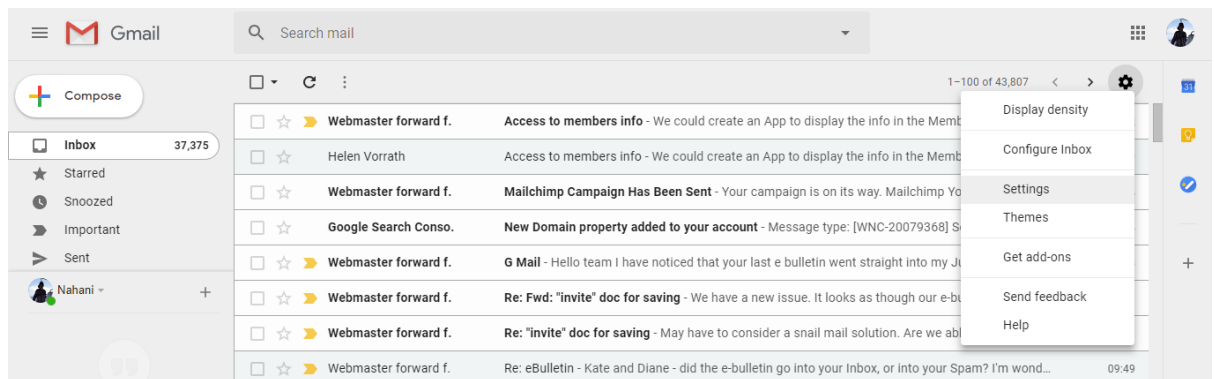 Gmail
Search mail
Compose
1–100 of 43,807
31
Inbox 37,375
Starred
Snoozed
Important
Sent
Nahani
Webmaster forward f. Access to members info - We could create an App to display the info in the Memb
Helen Vorrath Access to members info - We could create an App to display the info in the Memb
Webmaster forward f. Mailchimp Campaign Has Been Sent - Your campaign is on its way. Mailchimp Yo
Google Search Conso. New Domain property added to your account - Message type: [WNC-20079368] S
Webmaster forward f. G Mail - Hello team I have noticed that your last e bulletin went straight into my Ju
Webmaster forward f. Re: Fwd: "invite" doc for saving - We have a new issue. It looks as though our e-bu
Webmaster forward f. Re: "invite" doc for saving - May have to consider a snail mail solution. Are we abl
Webmaster forward f. Re: eBulletin - Kate and Diane - did the e-bulletin go into your Inbox, or into your Spam? I'm wond... 09:49
Display density
Configure Inbox
Settings
Themes
Get add-ons
Send feedback
Help